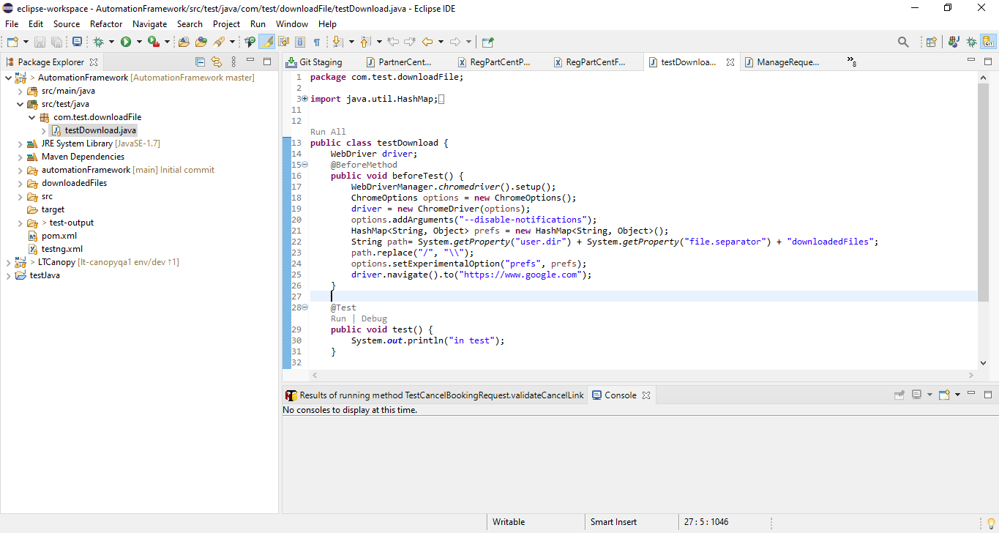 eclipse-workspace - AutomationFramework/src/test/java/com/test/downloadFile/testDownload.java - Eclipse IDE
File Edit Source Refactor Navigate Search Project Run Window Help
Package Explorer
> AutomationFramework [AutomationFramework master]
src/main/java
src/test/java
com.test.downloadFile
testDownload.java
JRE System Library [JavaSE-1.7]
Maven Dependencies
automationFramework [main] Initial commit
downloadedFiles
src
target
> test-output
pom.xml
testng.xml
> LTCanopy [lt-canopyqa1 env/dev ↑1]
testJava
Git Staging PartnerCent... RegPartCentP... RegPartCentF... testDownloa... ManageReque... »8
1 package com.test.downloadFile;
2
3 import java.util.HashMap;
11
12
Run All
13 public class testDownload {
14 WebDriver driver;
15 @BeforeMethod
16 public void beforeTest() {
17 WebDriverManager.chromedriver().setup();
18 ChromeOptions options = new ChromeOptions();
19 driver = new ChromeDriver(options);
20 options.addArguments("--disable-notifications");
21 HashMap<String, Object> prefs = new HashMap<String, Object>();
22 String path= System.getProperty("user.dir") + System.getProperty("file.separator") + "downloadedFiles";
23 path.replace("/", "\\");
24 options.setExperimentalOption("prefs", prefs);
25 driver.navigate().to("https://www.google.com");
26 }
27
28 @Test
Run | Debug
29 public void test() {
30 System.out.println("in test");
31 }
32
Results of running method TestCancelBookingRequest.validateCancelLink Console
No consoles to display at this time.
Writable Smart Insert 27 : 5 : 1046